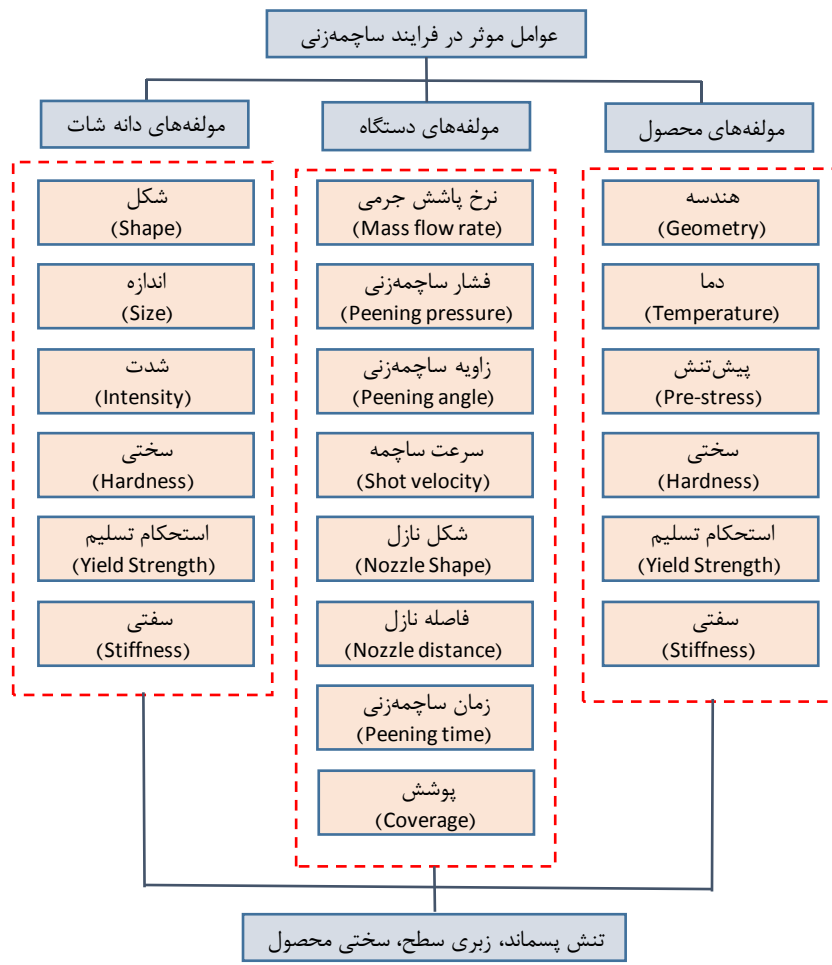 عوامل موثر در فرایند ساچمه‌زنی
مولفه‌های محصول
هندسه
(Geometry)
دما
(Temperature)
پیش‌تنش
(Pre-stress)
سختی
(Hardness)
استحکام تسلیم
(Yield Strength)
سفتی
(Stiffness)
مولفه‌های دستگاه
نرخ پاشش جرمی
(Mass flow rate)
فشار ساچمه‌زنی
(Peening pressure)
زاویه ساچمه‌زنی
(Peening angle)
سرعت ساچمه
(Shot velocity)
شکل نازل
(Nozzle Shape)
فاصله نازل
(Nozzle distance)
زمان ساچمه‌زنی
(Peening time)
پوشش
(Coverage)
مولفه‌های دانه شات
شکل
(Shape)
اندازه
(Size)
شدت
(Intensity)
سختی
(Hardness)
استحکام تسلیم
(Yield Strength)
سفتی
(Stiffness)
تنش پسماند، زبری سطح، سختی محصول